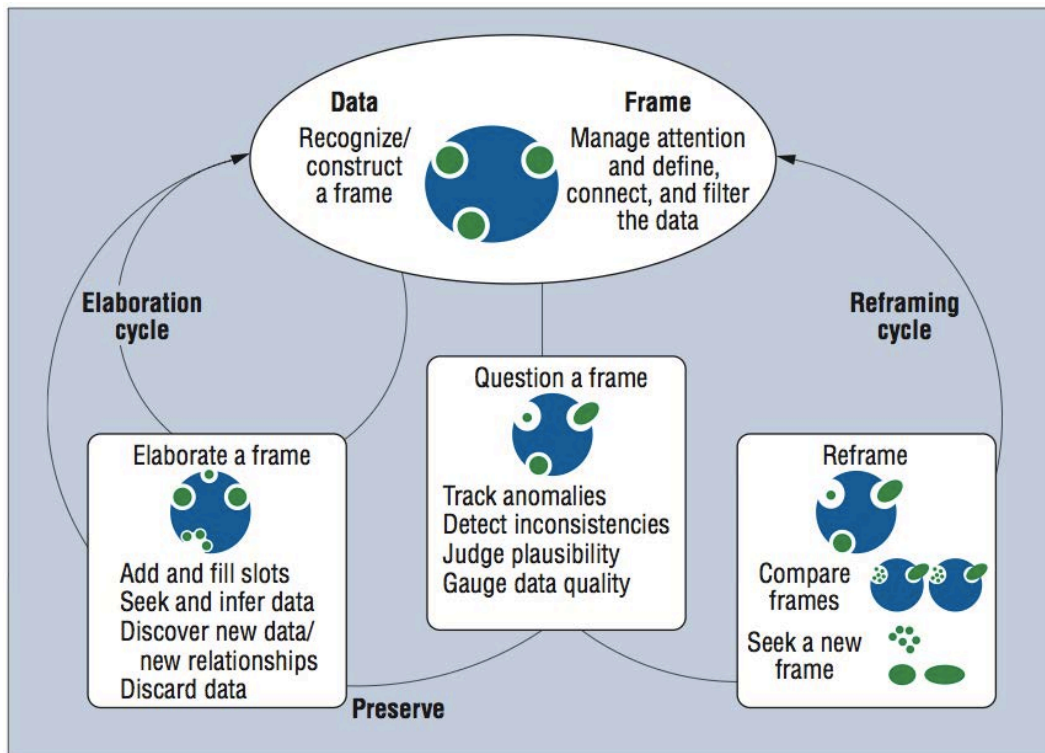 Data
Recognize/
construct
a frame
Frame
Manage attention
and define,
connect, and filter
the data
Elaboration
cycle
Reframing
cycle
Elaborate a frame
Add and fill slots
Seek and infer data
Discover new data/
new relationships
Discard data
Question a frame
Track anomalies
Detect inconsistencies
Judge plausibility
Gauge data quality
Reframe
Compare
frames
Seek a new
frame
Preserve